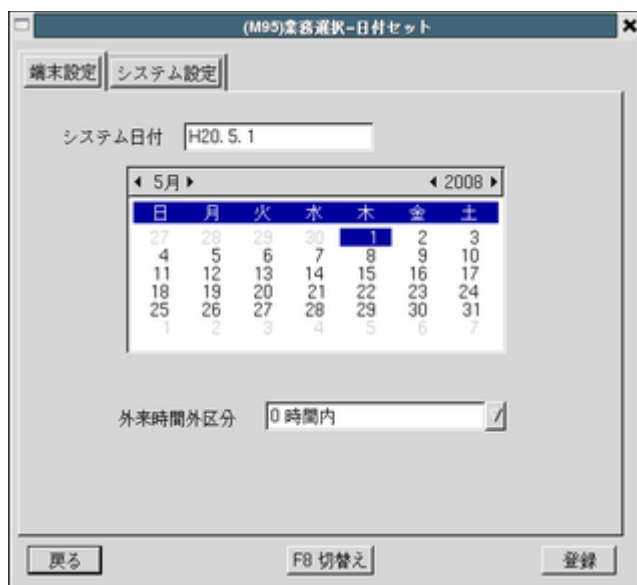 (M95)業務選択-日付セット
端末設定 システム設定
システム日付 H20. 5. 1
5月 2008
日 月 火 水 木 金 土
27 28 29 30 1 2 3
4 5 6 7 8 9 10
11 12 13 14 15 16 17
18 19 20 21 22 23 24
25 26 27 28 29 30 31
1 2 3 4 5 6 7
外来時間外区分 0 時間内
戻る F8 切替え 登録